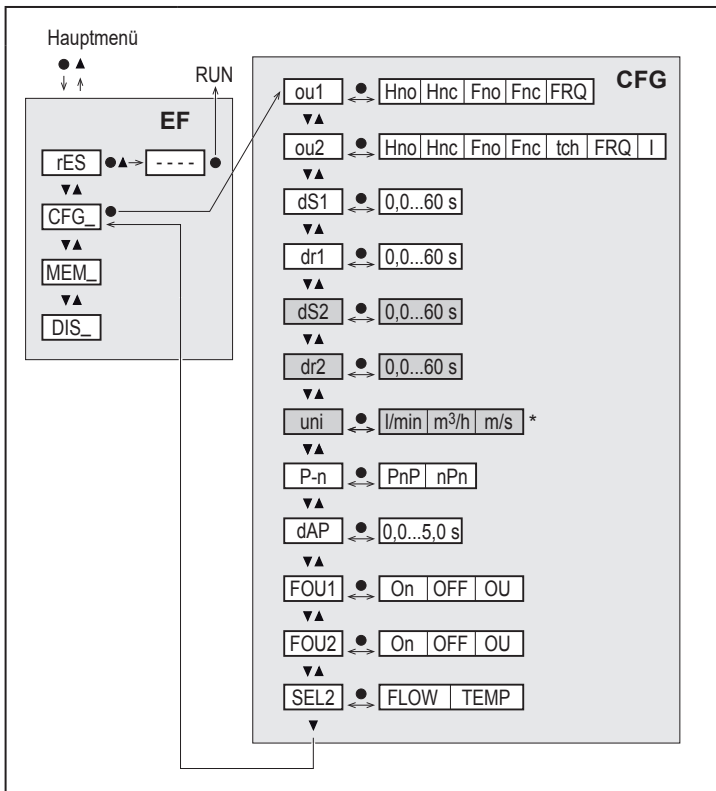 Hauptmenü
RUN
EF
rES - - - -
CFG_
MEM_
DIS_
CFG
ou1 Hno Hnc Fno Fnc FRQ
ou2 Hno Hnc Fno Fnc tch FRQ I
dS1 0,0...60 s
dr1 0,0...60 s
dS2 0,0...60 s
dr2 0,0...60 s
uni l/min m³/h m/s *
P-n PnP nPn
dAP 0,0...5,0 s
FOU1 On OFF OU
FOU2 On OFF OU
SEL2 FLOW TEMP